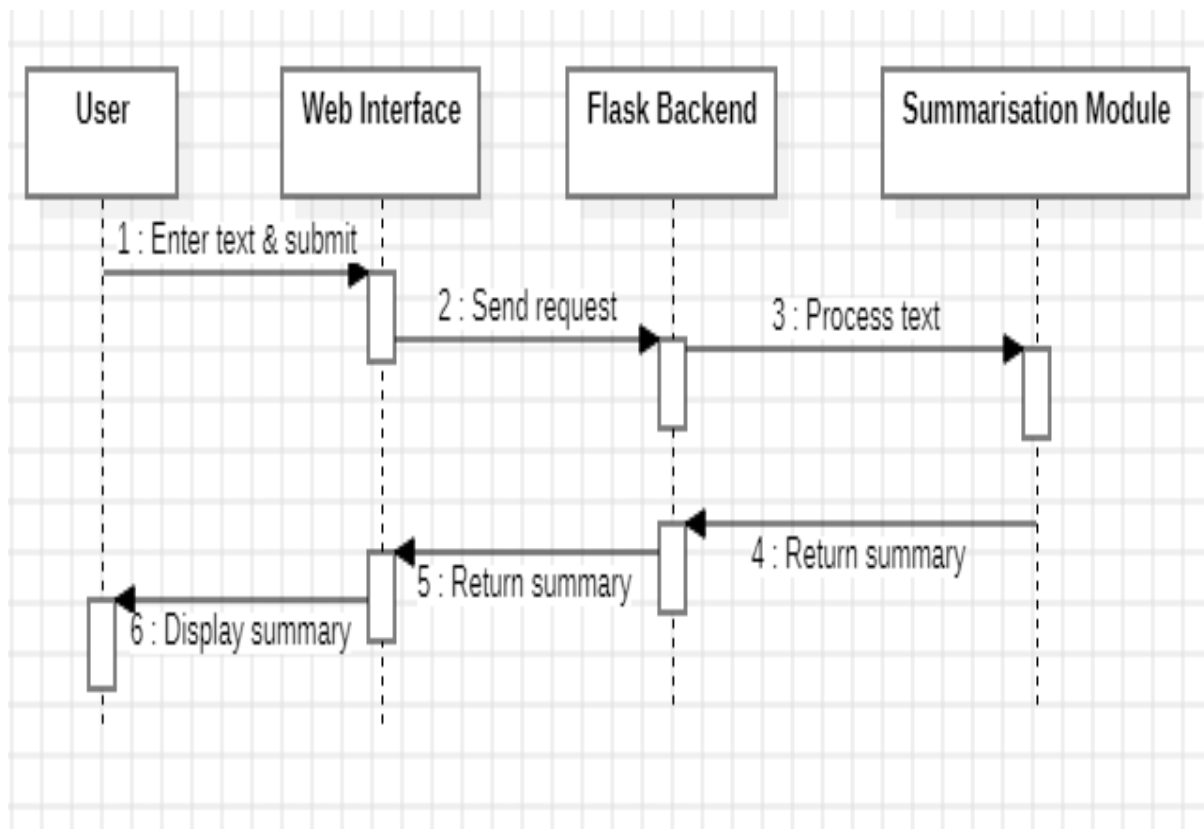 User
Web Interface
Flask Backend
Summarisation Module
1 : Enter text & submit
2 : Send request
3 : Process text
4 : Return summary
5 : Return summary
6 : Display summary